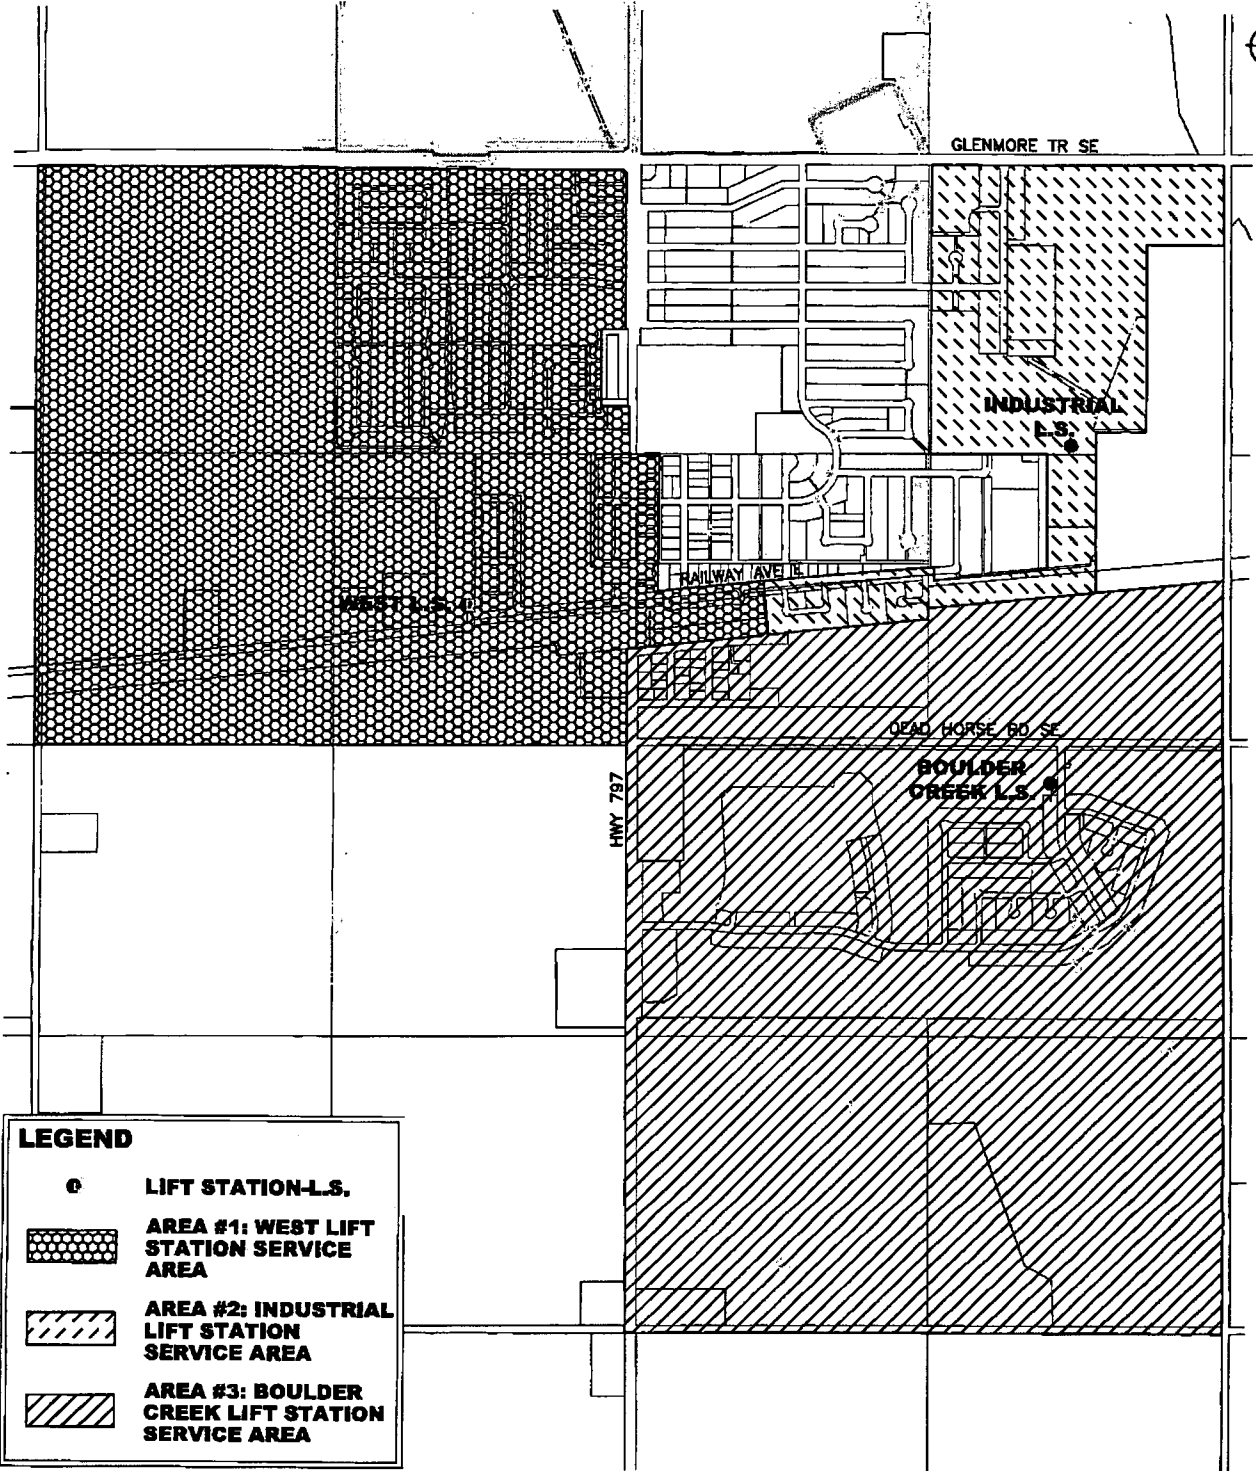 GLENMORE TR SE
INDUSTRIAL
L.S.
RAILWAY AVE E
WEST L.S.
DEAD HORSE RD SE
BOULDER
CREEK L.S.
HWY 797
LEGEND
LIFT STATION-L.S.
AREA #1: WEST LIFT
STATION SERVICE
AREA
AREA #2: INDUSTRIAL
LIFT STATION
SERVICE AREA
AREA #3: BOULDER
CREEK LIFT STATION
SERVICE AREA